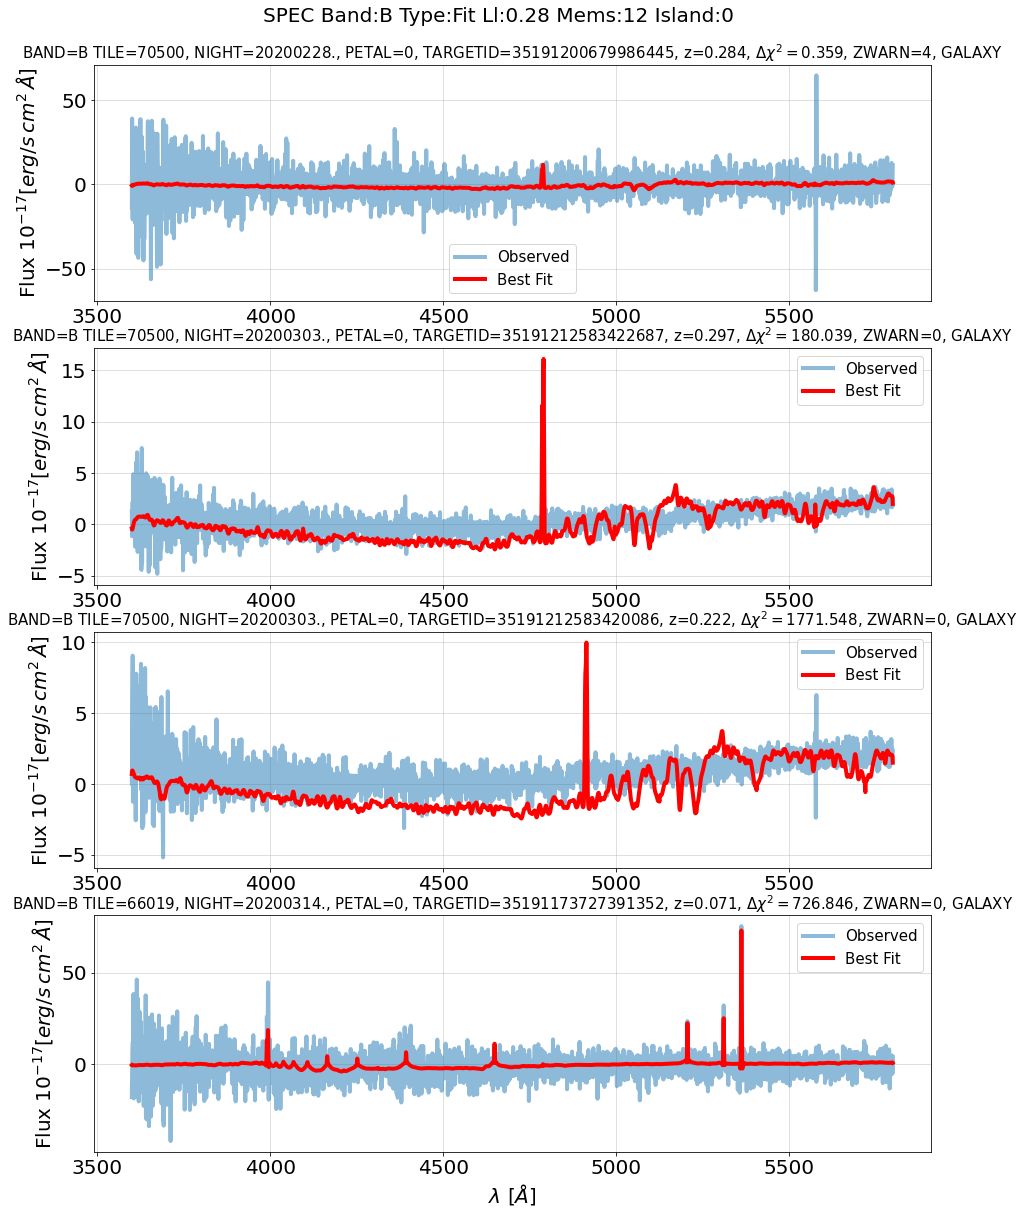 SPEC Band:B Type:Fit Ll:0.28 Mems:12 Island:0
BAND=B TILE=70500, NIGHT=20200228., PETAL=0, TARGETID=35191200679986445, z=0.284, Δχ² = 0.359, ZWARN=4, GALAXY
50
0
−50
Flux 10⁻¹⁷[erg/s cm² Å]
Observed
Best Fit
3500 4000 4500 5000 5500
BAND=B TILE=70500, NIGHT=20200303., PETAL=0, TARGETID=35191212583422687, z=0.297, Δχ² = 180.039, ZWARN=0, GALAXY
15
10
5
0
−5
Flux 10⁻¹⁷[erg/s cm² Å]
Observed
Best Fit
3500 4000 4500 5000 5500
BAND=B TILE=70500, NIGHT=20200303., PETAL=0, TARGETID=35191212583420086, z=0.222, Δχ² = 1771.548, ZWARN=0, GALAXY
10
5
0
−5
Flux 10⁻¹⁷[erg/s cm² Å]
Observed
Best Fit
3500 4000 4500 5000 5500
BAND=B TILE=66019, NIGHT=20200314., PETAL=0, TARGETID=35191173727391352, z=0.071, Δχ² = 726.846, ZWARN=0, GALAXY
50
0
Flux 10⁻¹⁷[erg/s cm² Å]
Observed
Best Fit
3500 4000 4500 5000 5500
λ [Å]